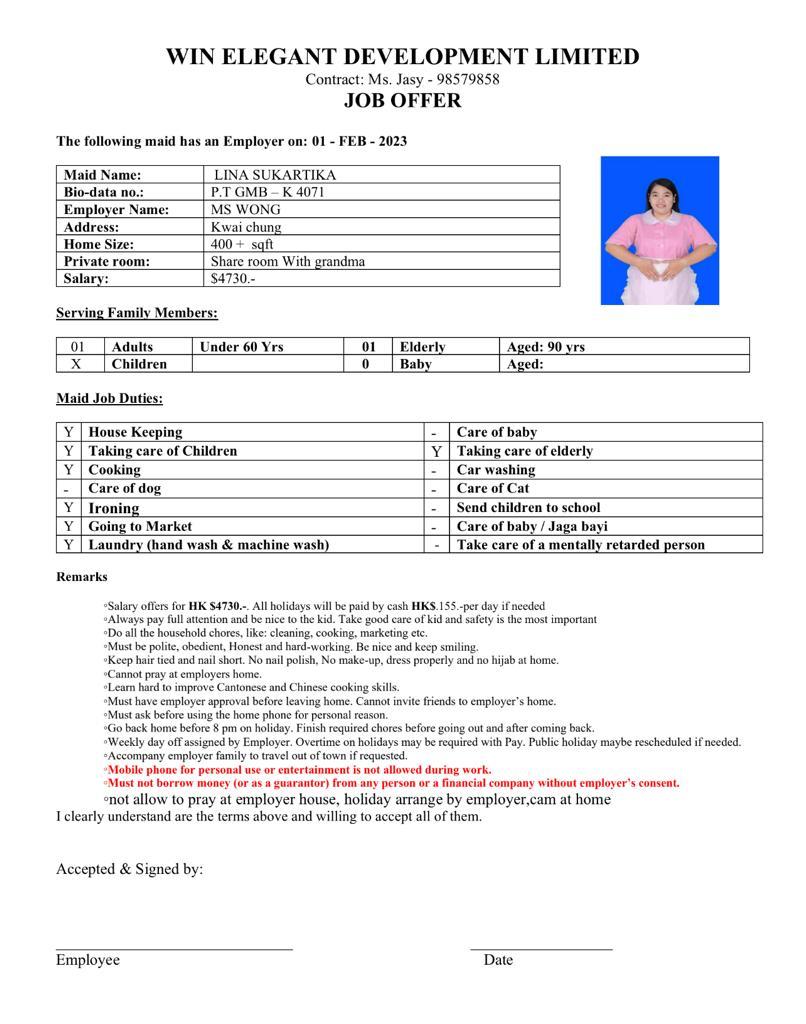 WIN ELEGANT DEVELOPMENT LIMITED
Contract: Ms. Jasy - 98579858
JOB OFFER
The following maid has an Employer on: 01 - FEB - 2023
Maid Name: LINA SUKARTIKA
Bio-data no.: P.T GMB – K 4071
Employer Name: MS WONG
Address: Kwai chung
Home Size: 400 + sqft
Private room: Share room With grandma
Salary: $4730.-
Serving Family Members:
01 Adults Under 60 Yrs 01 Elderly Aged: 90 yrs
X Children 0 Baby Aged:
Maid Job Duties:
Y House Keeping - Care of baby
Y Taking care of Children Y Taking care of elderly
Y Cooking - Car washing
- Care of dog - Care of Cat
Y Ironing - Send children to school
Y Going to Market - Care of baby / Jaga bayi
Y Laundry (hand wash & machine wash) - Take care of a mentally retarded person
Remarks
◦Salary offers for HK $4730.-. All holidays will be paid by cash HK$.155.-per day if needed
◦Always pay full attention and be nice to the kid. Take good care of kid and safety is the most important
◦Do all the household chores, like: cleaning, cooking, marketing etc.
◦Must be polite, obedient, Honest and hard-working. Be nice and keep smiling.
◦Keep hair tied and nail short. No nail polish, No make-up, dress properly and no hijab at home.
◦Cannot pray at employers home.
◦Learn hard to improve Cantonese and Chinese cooking skills.
◦Must have employer approval before leaving home. Cannot invite friends to employer’s home.
◦Must ask before using the home phone for personal reason.
◦Go back home before 8 pm on holiday. Finish required chores before going out and after coming back.
◦Weekly day off assigned by Employer. Overtime on holidays may be required with Pay. Public holiday maybe rescheduled if needed.
◦Accompany employer family to travel out of town if requested.
◦Mobile phone for personal use or entertainment is not allowed during work.
◦Must not borrow money (or as a guarantor) from any person or a financial company without employer’s consent.
◦not allow to pray at employer house, holiday arrange by employer,cam at home
I clearly understand are the terms above and willing to accept all of them.
Accepted & Signed by:
Employee Date